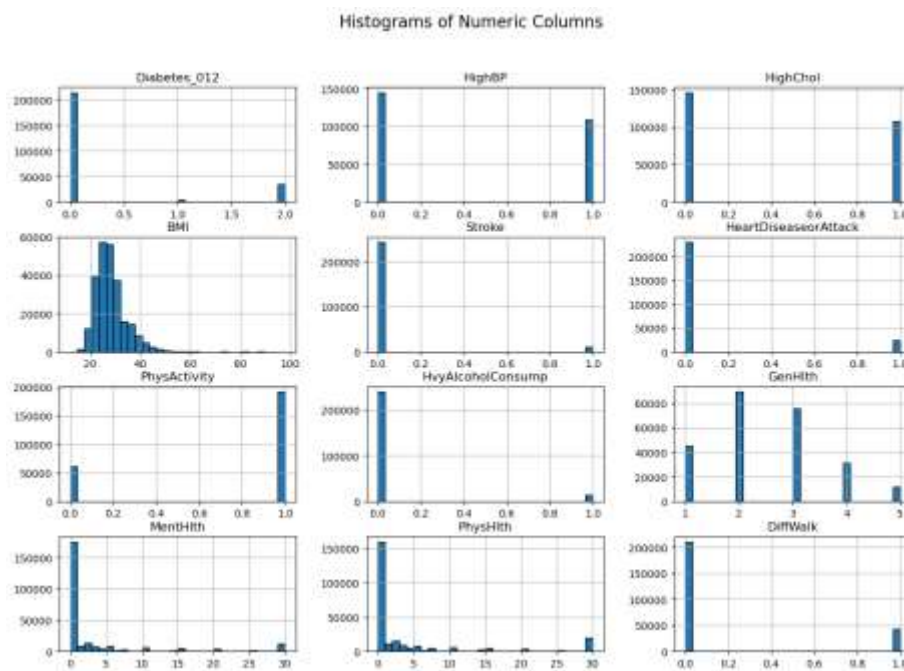 Histograms of Numeric Columns
Diabetes_012 HighBP HighChol
200000 150000 100000 50000 0
0.0 0.5 1.0 1.5 2.0
150000 100000 50000 0
0.0 0.2 0.4 0.6 0.8 1.0
150000 100000 50000 0
0.0 0.2 0.4 0.6 0.8 1.0
BMI Stroke HeartDiseaseorAttack
60000 40000 20000 0
20 40 60 80 100
200000 100000 0
0.0 0.2 0.4 0.6 0.8 1.0
200000 150000 100000 50000 0
0.0 0.2 0.4 0.6 0.8 1.0
PhysActivity HvyAlcoholConsump GenHlth
200000 150000 100000 50000 0
0.0 0.2 0.4 0.6 0.8 1.0
200000 100000 0
0.0 0.2 0.4 0.6 0.8 1.0
80000 60000 40000 20000 0
1 2 3 4 5
MentHlth PhysHlth DiffWalk
150000 100000 50000 0
0 5 10 15 20 25 30
150000 100000 50000 0
0 5 10 15 20 25 30
200000 150000 100000 50000 0
0.0 0.2 0.4 0.6 0.8 1.0